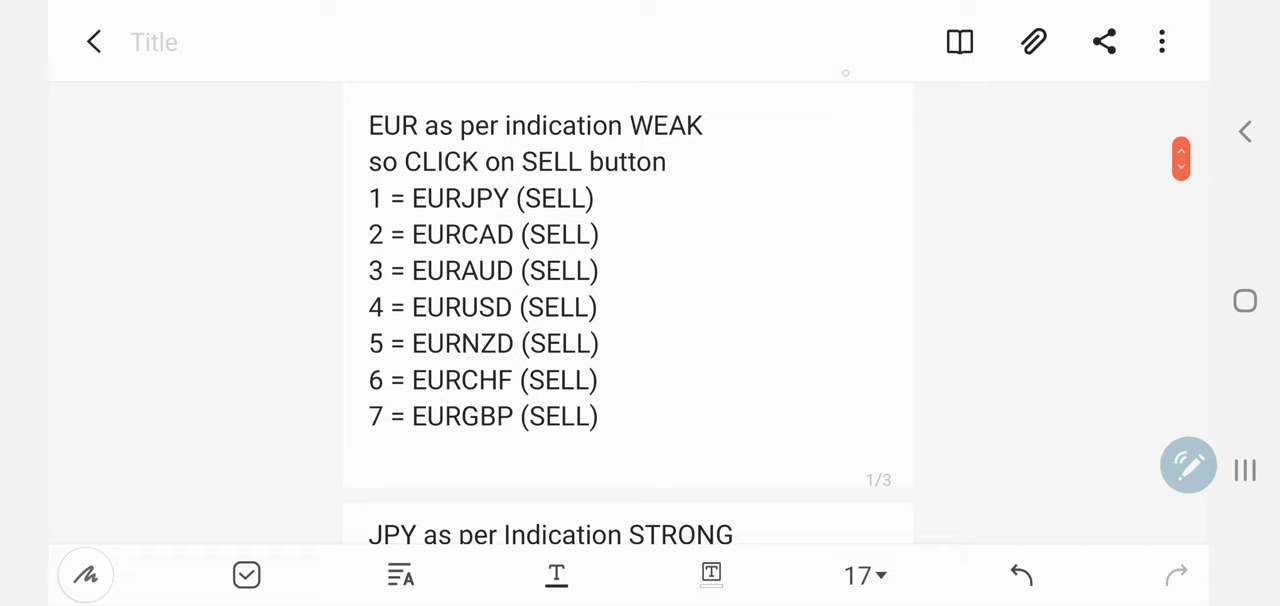 Title
EUR as per indication WEAK
so CLICK on SELL button
1 = EURJPY (SELL)
2 = EURCAD (SELL)
3 = EURAUD (SELL)
4 = EURUSD (SELL)
5 = EURNZD (SELL)
6 = EURCHF (SELL)
7 = EURGBP (SELL)
1/3
JPY as per Indication STRONG
17